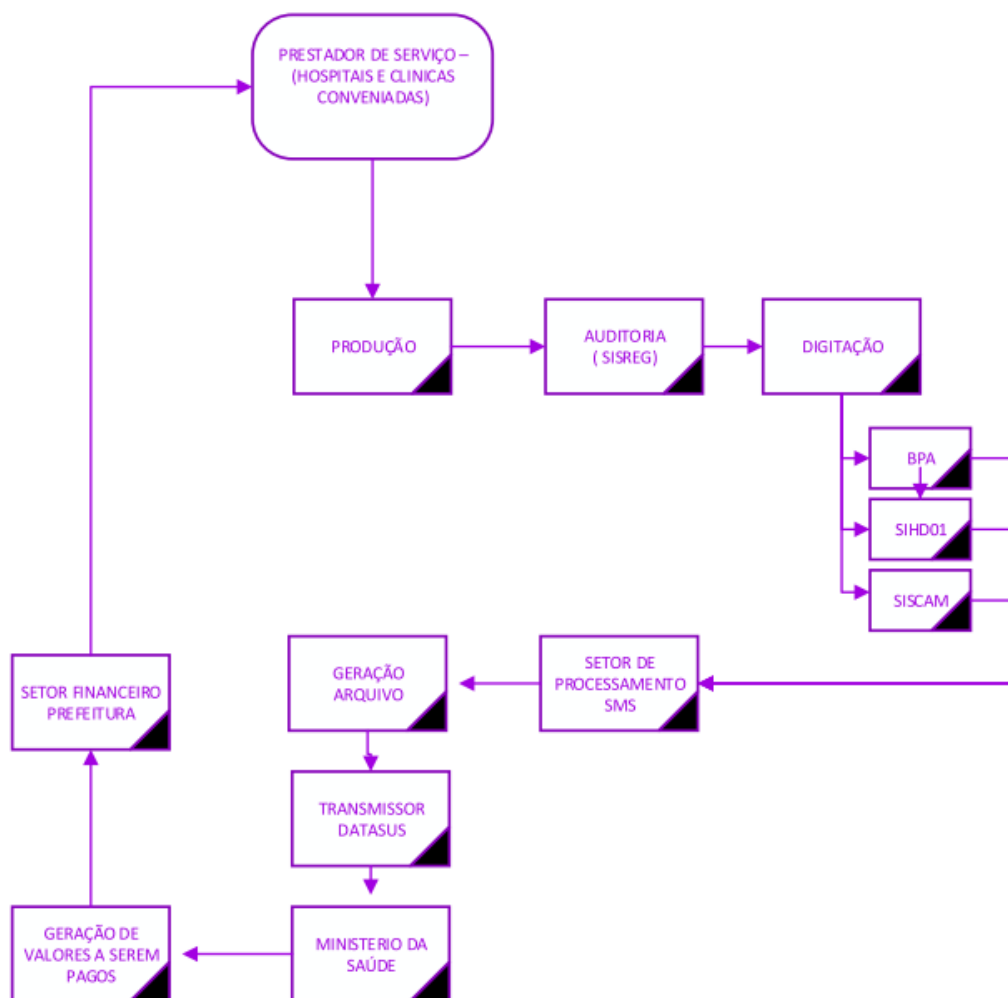 PRESTADOR DE SERVIÇO –
(HOSPITAIS E CLINICAS
CONVENIADAS)
PRODUÇÃO
AUDITORIA
( SISREG)
DIGITAÇÃO
BPA
SIHD01
SISCAM
SETOR DE
PROCESSAMENTO
SMS
GERAÇÃO
ARQUIVO
SETOR FINANCEIRO
PREFEITURA
TRANSMISSOR
DATASUS
MINISTERIO DA
SAÚDE
GERAÇÃO DE
VALORES A SEREM
PAGOS